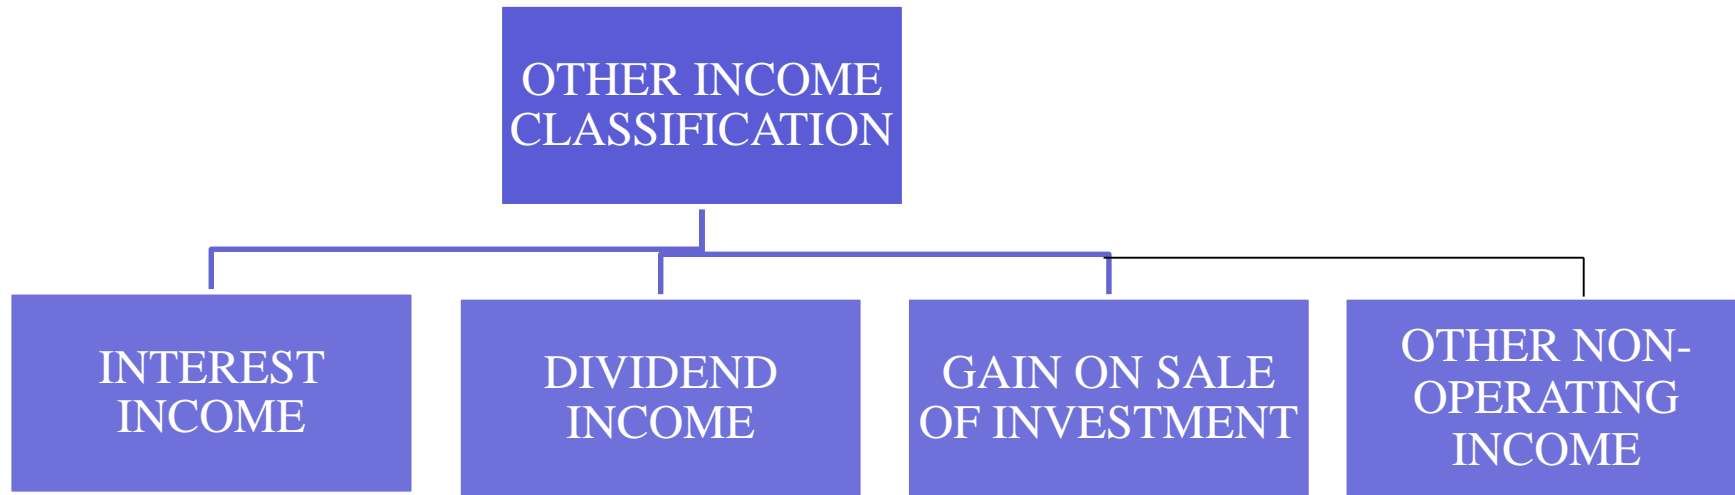 OTHER INCOME
CLASSIFICATION
INTEREST
INCOME
DIVIDEND
INCOME
GAIN ON SALE
OF INVESTMENT
OTHER NON-
OPERATING
INCOME